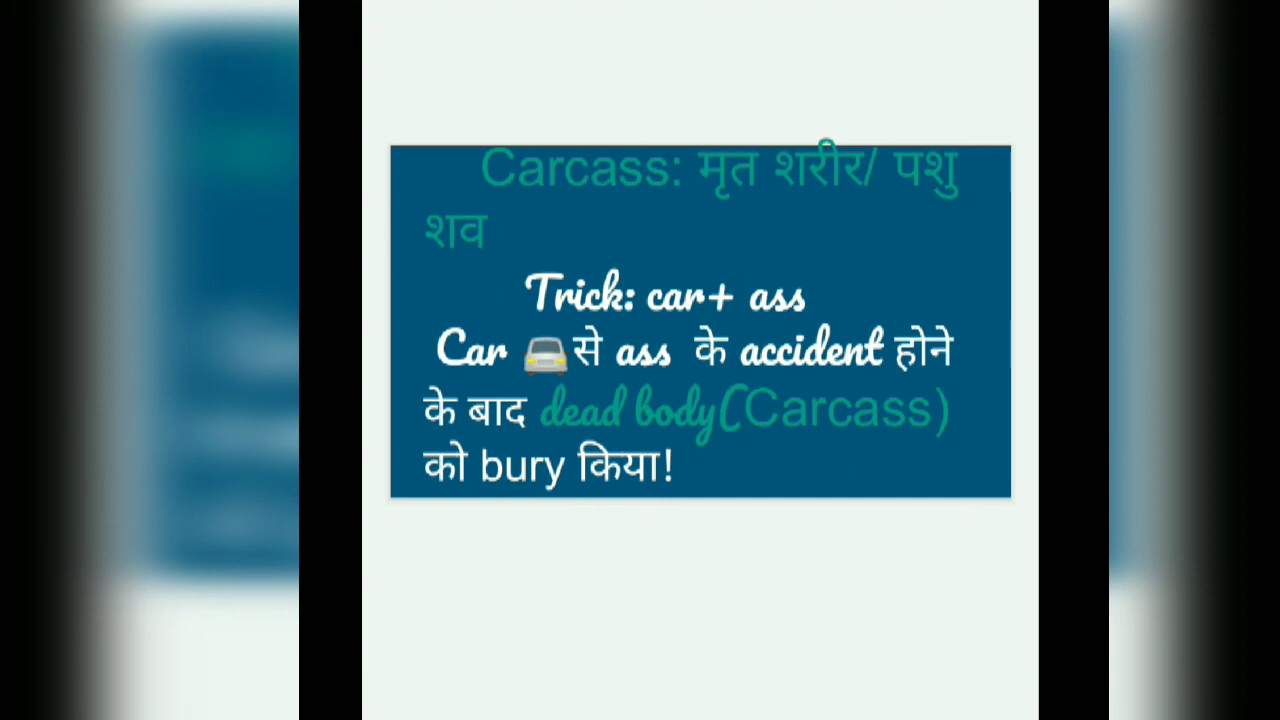 Carcass: मृत शरीर/ पशु
शव
Trick: car+ ass
Car 🚘से ass के accident होने
के बाद dead body(Carcass)
को bury किया!